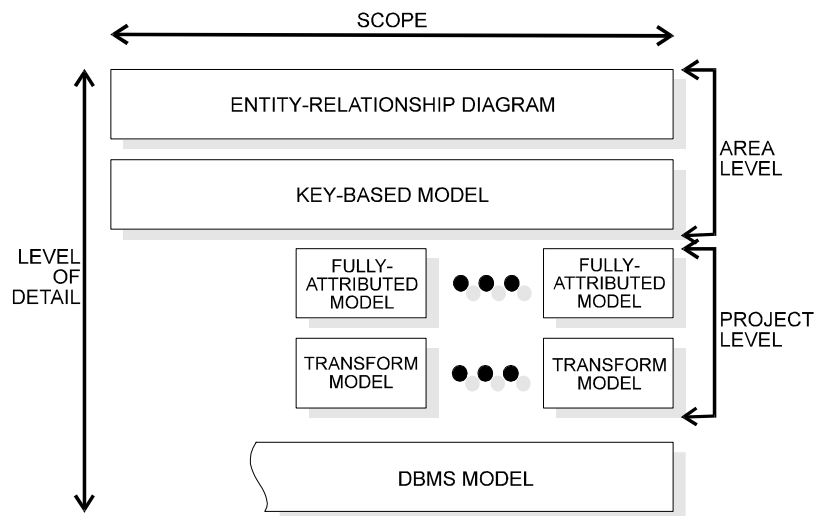 SCOPE
ENTITY-RELATIONSHIP DIAGRAM
AREA
LEVEL
KEY-BASED MODEL
LEVEL
OF
DETAIL
FULLY-
ATTRIBUTED
MODEL
FULLY-
ATTRIBUTED
MODEL
PROJECT
LEVEL
TRANSFORM
MODEL
TRANSFORM
MODEL
DBMS MODEL